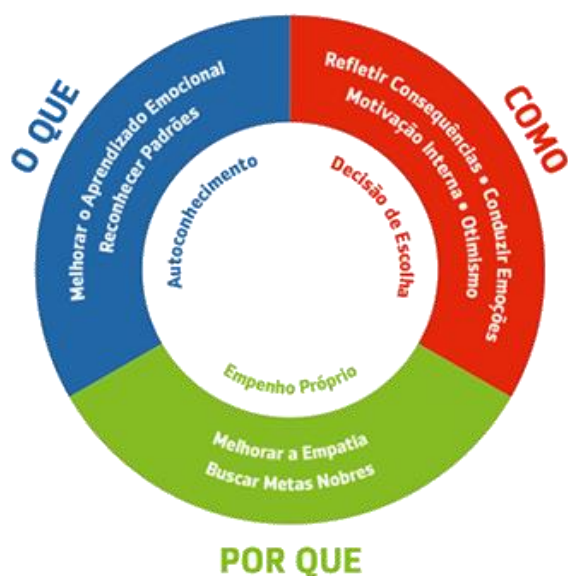 O QUE
Melhorar o Aprendizado Emocional
Reconhecer Padrões
Autoconhecimento
COMO
Refletir Consequências • Conduzir Emoções
Motivação Interna • Otimismo
Decisão de Escolha
Empenho Próprio
Melhorar a Empatia
Buscar Metas Nobres
POR QUE